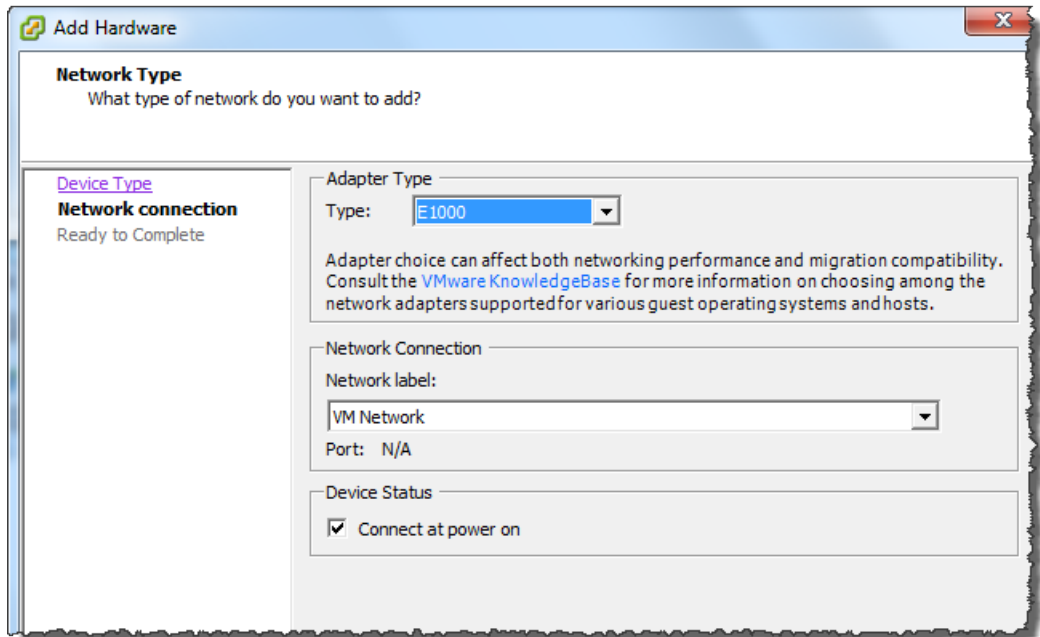 Add Hardware
Network Type
What type of network do you want to add?
Device Type
Network connection
Ready to Complete
Adapter Type
Type: E1000
Adapter choice can affect both networking performance and migration compatibility.
Consult the VMware KnowledgeBase for more information on choosing among the
network adapters supported for various guest operating systems and hosts.
Network Connection
Network label:
VM Network
Port: N/A
Device Status
Connect at power on